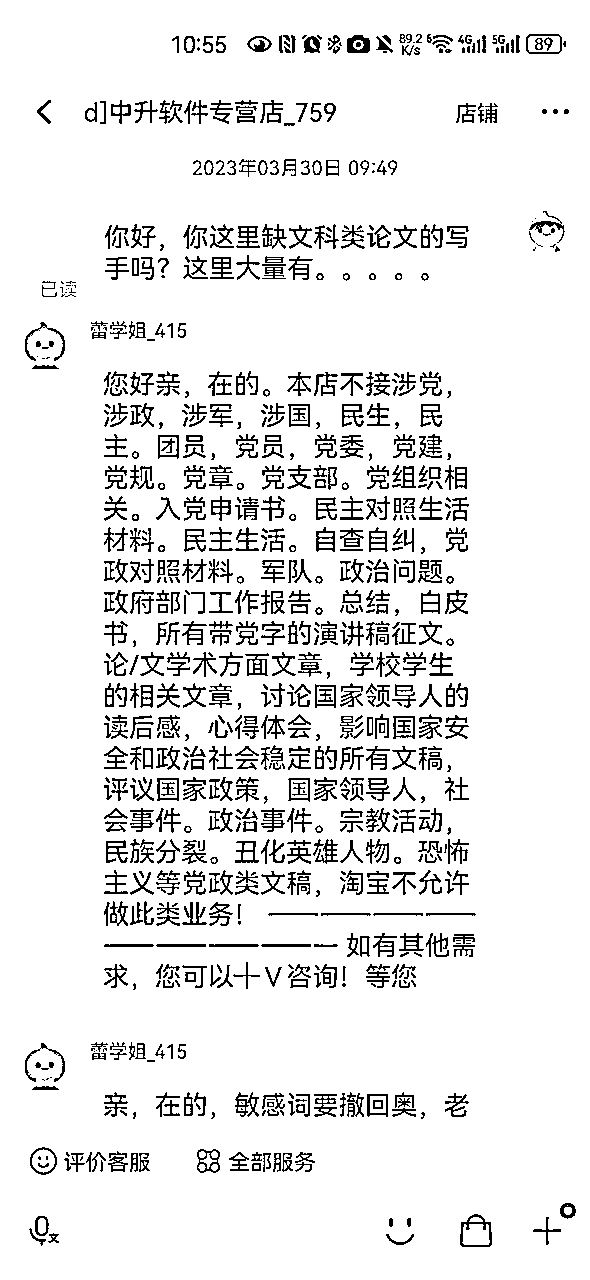 10:55 89.2 K/s 6 4G 5G 89
d]中升软件专营店_759 店铺
2023年03月30日 09:49
你好，你这里缺文科类论文的写
手吗？这里大量有。。。。。
已读
蕾学姐_415
您好亲，在的。本店不接涉党，
涉政，涉军，涉国，民生，民
主。团员，党员，党委，党建，
党规。党章。党支部。党组织相
关。入党申请书。民主对照生活
材料。民主生活。自查自纠，党
政对照材料。军队。政治问题。
政府部门工作报告。总结，白皮
书，所有带党字的演讲稿征文。
论/文学术方面文章，学校学生
的相关文章，讨论国家领导人的
读后感，心得体会，影响国家安
全和政治社会稳定的所有文稿，
评议国家政策，国家领导人，社
会事件。政治事件。宗教活动，
民族分裂。丑化英雄人物。恐怖
主义等党政类文稿，淘宝不允许
做此类业务！ ————————
————————— 如有其他需
求，您可以十V咨询！等您
蕾学姐_415
亲，在的，敏感词要撤回奥，老
评价客服 全部服务
文